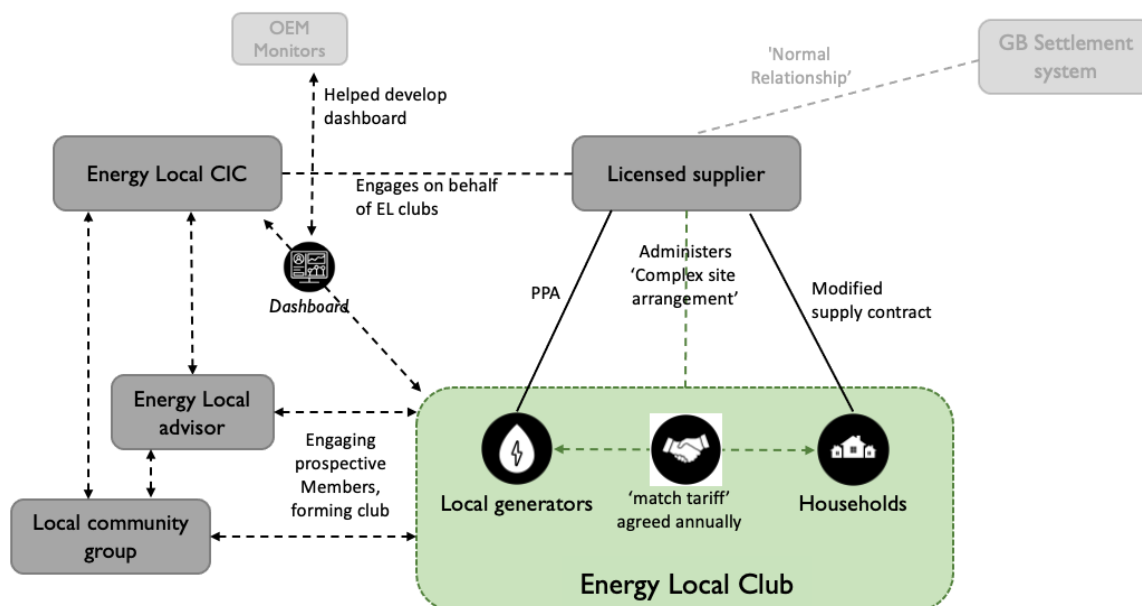 OEM
Monitors
GB Settlement
system
'Normal
Relationship’
Helped develop
dashboard
Energy Local CIC
Licensed supplier
Engages on behalf
of EL clubs
Dashboard
PPA
Administers
‘Complex site
arrangement’
Modified
supply contract
Energy Local
advisor
Engaging
prospective
Members,
forming club
Local community
group
Local generators
‘match tariff’
agreed annually
Households
Energy Local Club